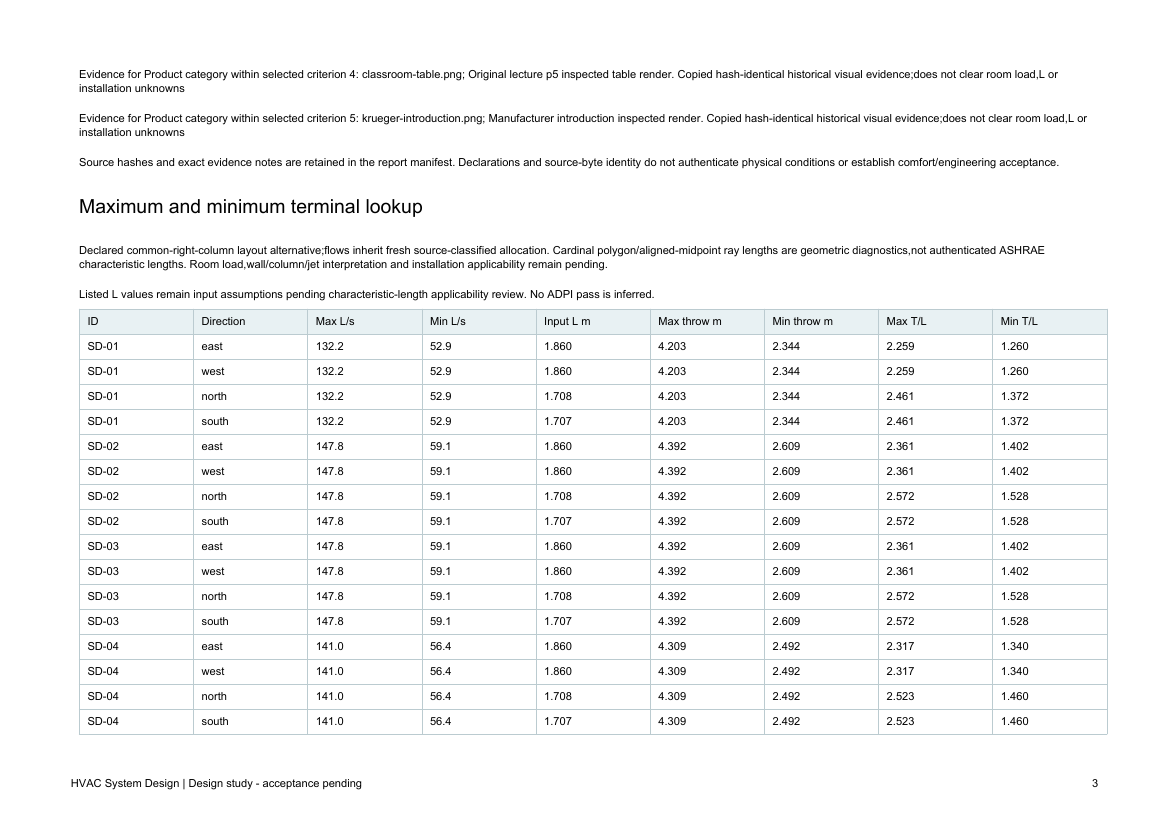 Evidence for Product category within selected criterion 4: classroom-table.png; Original lecture p5 inspected table render. Copied hash-identical historical visual evidence;does not clear room load,L or
installation unknowns
Evidence for Product category within selected criterion 5: krueger-introduction.png; Manufacturer introduction inspected render. Copied hash-identical historical visual evidence;does not clear room load,L or
installation unknowns
Source hashes and exact evidence notes are retained in the report manifest. Declarations and source-byte identity do not authenticate physical conditions or establish comfort/engineering acceptance.
Maximum and minimum terminal lookup
Declared common-right-column layout alternative;flows inherit fresh source-classified allocation. Cardinal polygon/aligned-midpoint ray lengths are geometric diagnostics,not authenticated ASHRAE
characteristic lengths. Room load,wall/column/jet interpretation and installation applicability remain pending.
Listed L values remain input assumptions pending characteristic-length applicability review. No ADPI pass is inferred.
ID Direction Max L/s Min L/s Input L m Max throw m Min throw m Max T/L Min T/L
SD-01 east 132.2 52.9 1.860 4.203 2.344 2.259 1.260
SD-01 west 132.2 52.9 1.860 4.203 2.344 2.259 1.260
SD-01 north 132.2 52.9 1.708 4.203 2.344 2.461 1.372
SD-01 south 132.2 52.9 1.707 4.203 2.344 2.461 1.372
SD-02 east 147.8 59.1 1.860 4.392 2.609 2.361 1.402
SD-02 west 147.8 59.1 1.860 4.392 2.609 2.361 1.402
SD-02 north 147.8 59.1 1.708 4.392 2.609 2.572 1.528
SD-02 south 147.8 59.1 1.707 4.392 2.609 2.572 1.528
SD-03 east 147.8 59.1 1.860 4.392 2.609 2.361 1.402
SD-03 west 147.8 59.1 1.860 4.392 2.609 2.361 1.402
SD-03 north 147.8 59.1 1.708 4.392 2.609 2.572 1.528
SD-03 south 147.8 59.1 1.707 4.392 2.609 2.572 1.528
SD-04 east 141.0 56.4 1.860 4.309 2.492 2.317 1.340
SD-04 west 141.0 56.4 1.860 4.309 2.492 2.317 1.340
SD-04 north 141.0 56.4 1.708 4.309 2.492 2.523 1.460
SD-04 south 141.0 56.4 1.707 4.309 2.492 2.523 1.460
HVAC System Design | Design study - acceptance pending 3